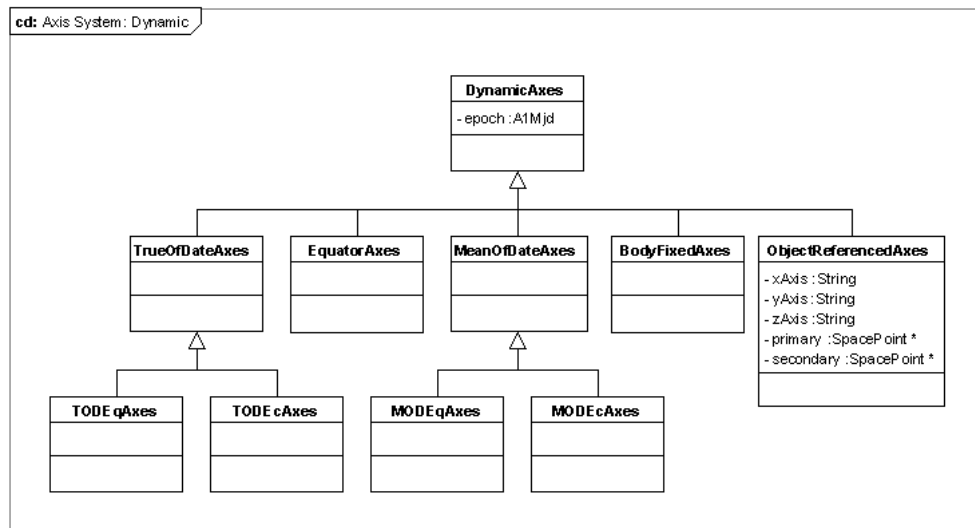 cd: Axis System: Dynamic
DynamicAxes
- epoch :A1Mjd
TrueOfDateAxes
EquatorAxes
MeanOfDateAxes
BodyFixedAxes
ObjectReferencedAxes
- xAxis :String
- yAxis :String
- zAxis :String
- primary :SpacePoint *
- secondary :SpacePoint *
TODEqAxes
TODEcAxes
MODEqAxes
MODEcAxes